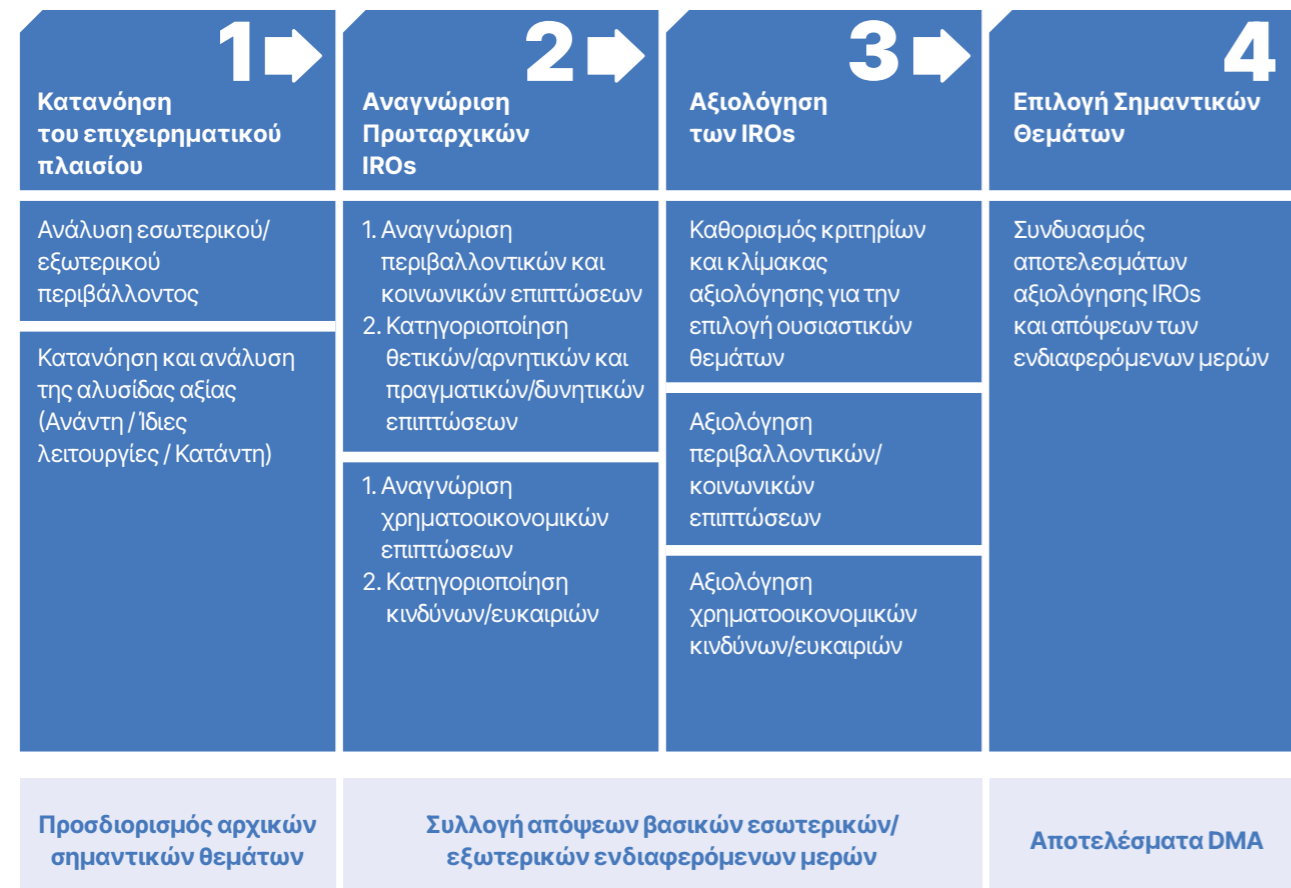 1
Κατανόηση
του επιχειρηματικού
πλαισίου
Ανάλυση εσωτερικού/
εξωτερικού
περιβάλλοντος
Κατανόηση και ανάλυση
της αλυσίδας αξίας
(Ανάντη / Ίδιες
λειτουργίες / Κατάντη)
Προσδιορισμός αρχικών
σημαντικών θεμάτων
2
Αναγνώριση
Πρωταρχικών
IROs
1. Αναγνώριση
περιβαλλοντικών και
κοινωνικών επιπτώσεων
2. Κατηγοριοποίηση
θετικών/αρνητικών και
πραγματικών/δυνητικών
επιπτώσεων
1. Αναγνώριση
χρηματοοικονομικών
επιπτώσεων
2. Κατηγοριοποίηση
κινδύνων/ευκαιριών
3
Αξιολόγηση
των IROs
Καθορισμός κριτηρίων
και κλίμακας
αξιολόγησης για την
επιλογή ουσιαστικών
θεμάτων
Αξιολόγηση
περιβαλλοντικών/
κοινωνικών
επιπτώσεων
Αξιολόγηση
χρηματοοικονομικών
κινδύνων/ευκαιριών
Συλλογή απόψεων βασικών εσωτερικών/
εξωτερικών ενδιαφερόμενων μερών
4
Επιλογή Σημαντικών
Θεμάτων
Συνδυασμός
αποτελεσμάτων
αξιολόγησης IROs
και απόψεων των
ενδιαφερόμενων μερών
Αποτελέσματα DMA